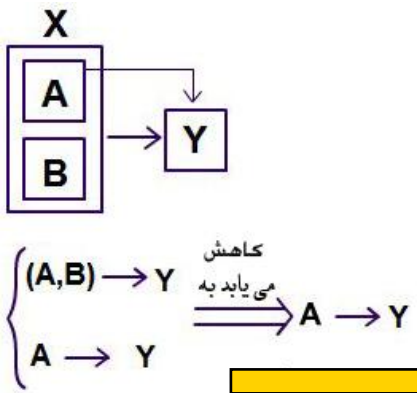 X
A
Y
B
(A,B) → Y
کاهش
می یابد به
A → Y
A → Y